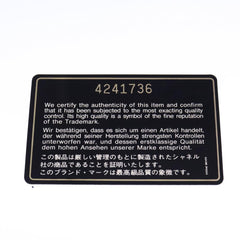 4241736
We certify the authenticity of this item and confirm
that it has been subjected to the most exacting quality
control. Its high quality is a symbol of the fine reputation
of the Trademark.
Wir bestätigen, dass es sich um einen Artikel handelt,
der während seiner Herstellung strengsten Kontrollen
unterworfen war, und dessen erstklassige Qualität
dem hohen Ansehen unserer Marke entspricht.
この製品は厳しい管理のもとに製造されたシャネル
社の商品であることを証明いたします。
このブランド・マークは最高級品質の象徴です。